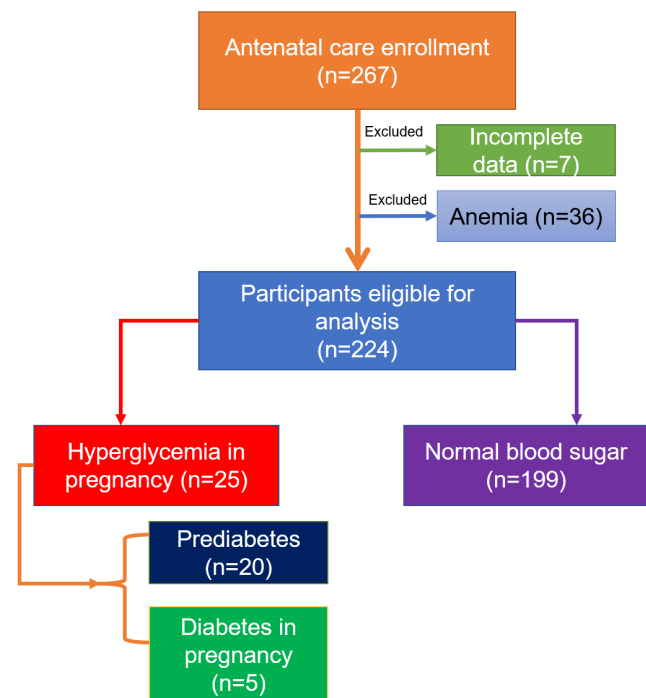 Antenatal care enrollment
(n=267)
Excluded
Incomplete
data (n=7)
Excluded
Anemia (n=36)
Participants eligible for
analysis
(n=224)
Hyperglycemia in
pregnancy (n=25)
Normal blood sugar
(n=199)
Prediabetes
(n=20)
Diabetes in
pregnancy
(n=5)